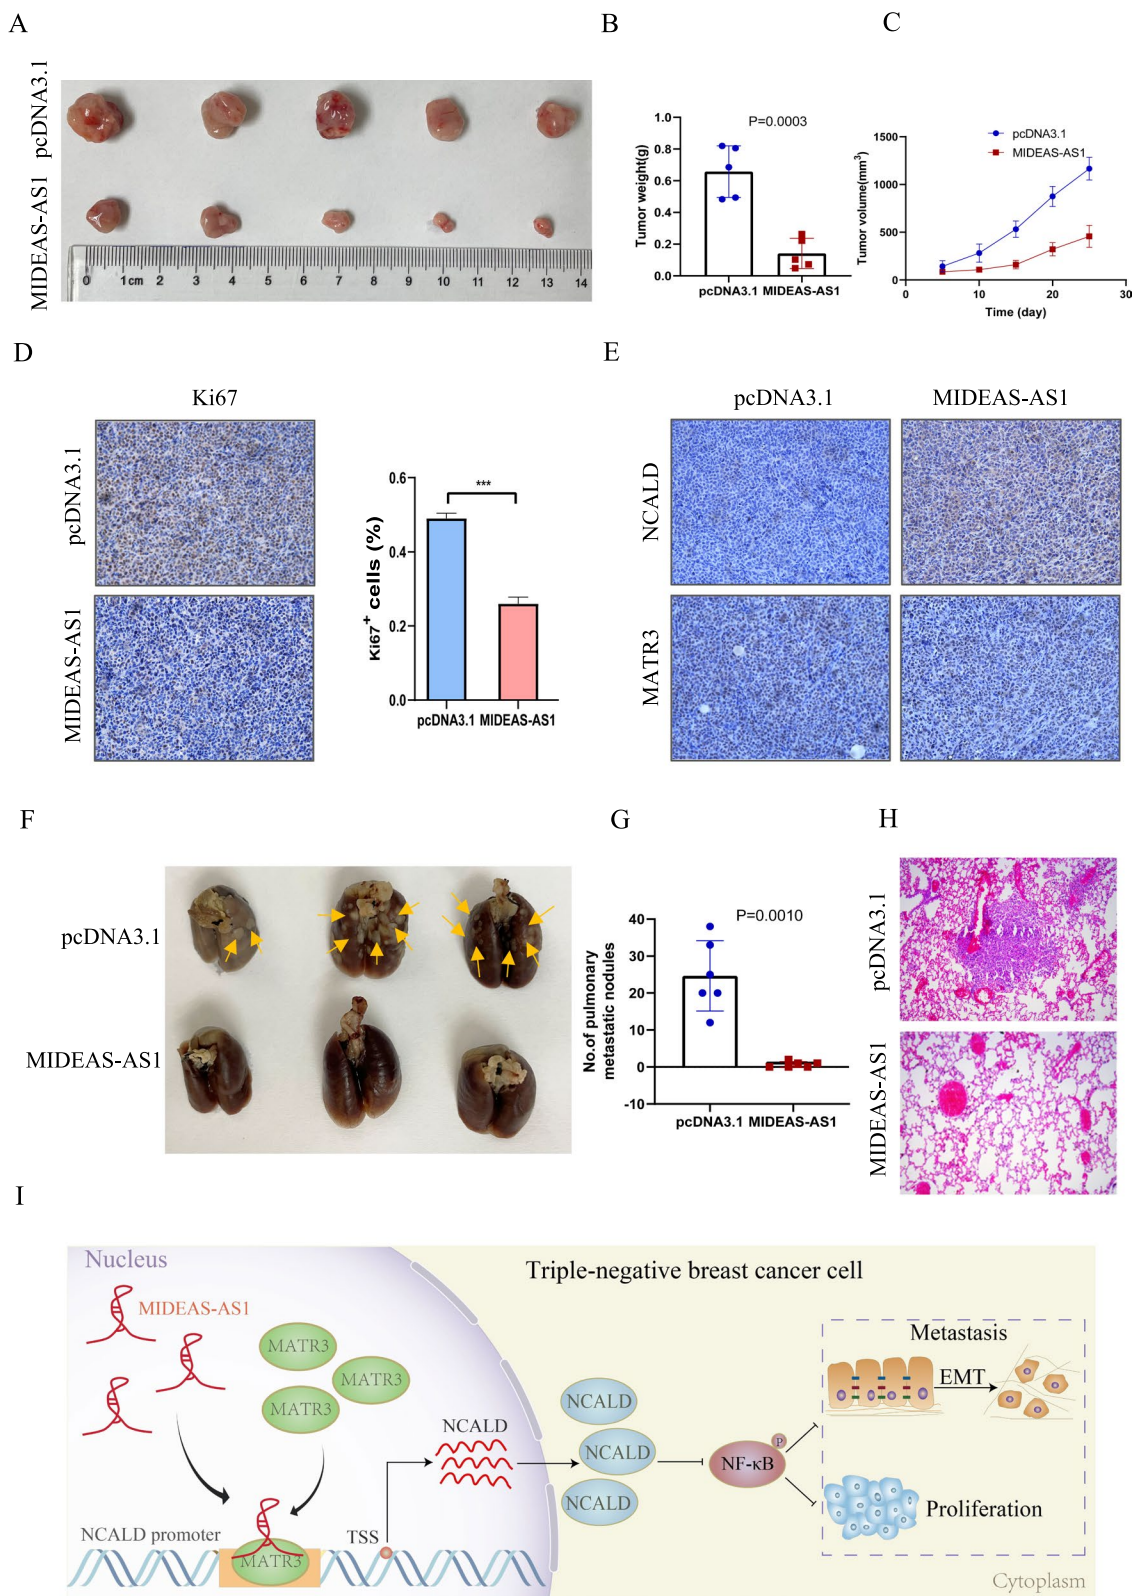 A
pcDNA3.1
MIDEAS-AS1
0 1cm 2 3 4 5 6 7 8 9 10 11 12 13 14
B
Tumor weight(g)
1.0
0.8
0.6
0.4
0.2
0.0
P=0.0003
pcDNA3.1 MIDEAS-AS1
C
Tumor volume(mm³)
1500
1000
500
0
pcDNA3.1
MIDEAS-AS1
0 10 20 30
Time (day)
D
Ki67
pcDNA3.1
MIDEAS-AS1
Ki67⁺ cells (%)
0.6
0.4
0.2
0.0
***
pcDNA3.1 MIDEAS-AS1
E
pcDNA3.1 MIDEAS-AS1
NCALD
MATR3
F
pcDNA3.1
MIDEAS-AS1
G
No.of pulmonary
metastatic nodules
40
30
20
10
0
-10
P=0.0010
pcDNA3.1 MIDEAS-AS1
H
pcDNA3.1
MIDEAS-AS1
I
Nucleus
MIDEAS-AS1
MATR3
MATR3
MATR3
NCALD promoter
MATR3
TSS
NCALD
Triple-negative breast cancer cell
NCALD
NCALD
NCALD
P
NF-κB
Metastasis
EMT
Proliferation
Cytoplasm